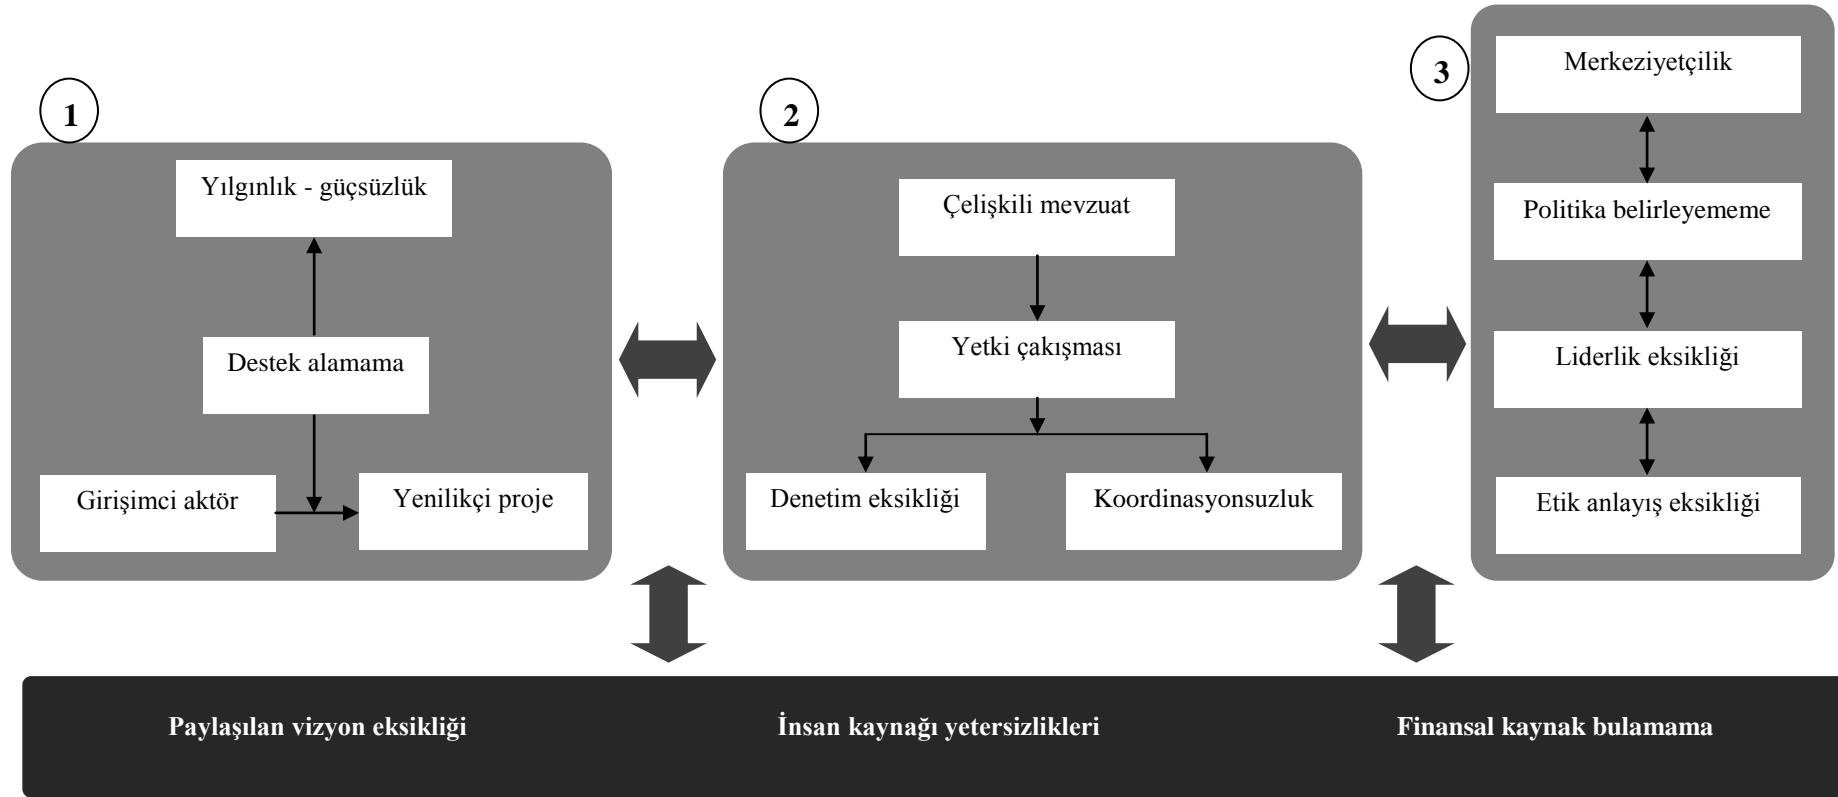 1
Yılgınlık - güçsüzlük
Destek alamama
Girişimci aktör
Yenilikçi proje
2
Çelişkili mevzuat
Yetki çakışması
Denetim eksikliği
Koordinasyonsuzluk
3
Merkeziyetçilik
Politika belirleyememe
Liderlik eksikliği
Etik anlayış eksikliği
Paylaşılan vizyon eksikliği
İnsan kaynağı yetersizlikleri
Finansal kaynak bulamama